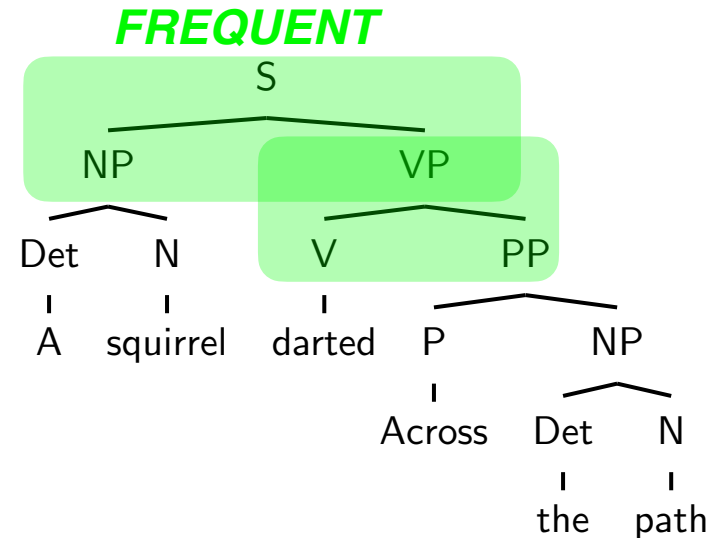 FREQUENT
S
NP VP
Det N V PP
A squirrel darted P NP
Across Det N
the path